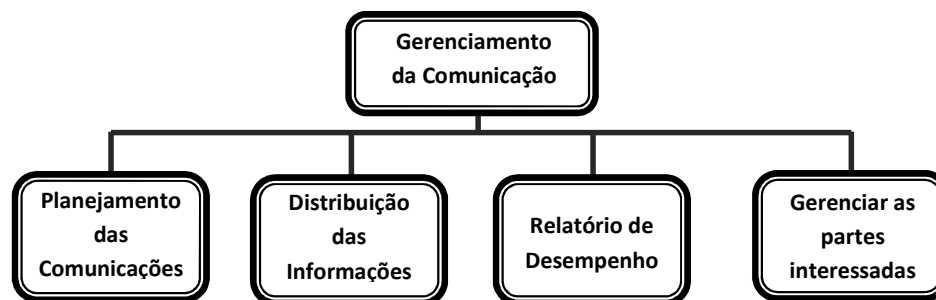 Gerenciamento
da Comunicação
Planejamento
das
Comunicações
Distribuição
das
Informações
Relatório de
Desempenho
Gerenciar as
partes
interessadas